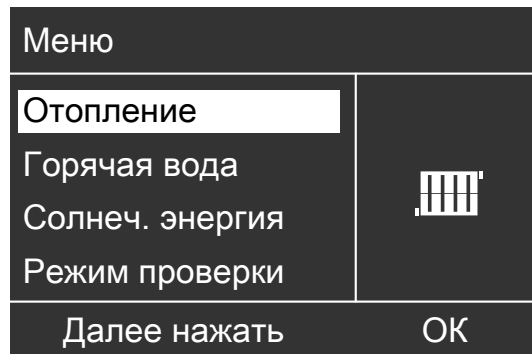 Меню
Отопление
Горячая вода
Солнеч. энергия
Режим проверки
Далее нажать OK